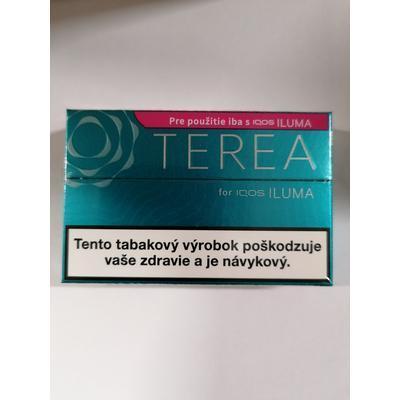 Pre použitie iba s IQOS ILUMA
TEREA
for IQOS ILUMA
Tento tabakový výrobok poškodzuje
vaše zdravie a je návykový.